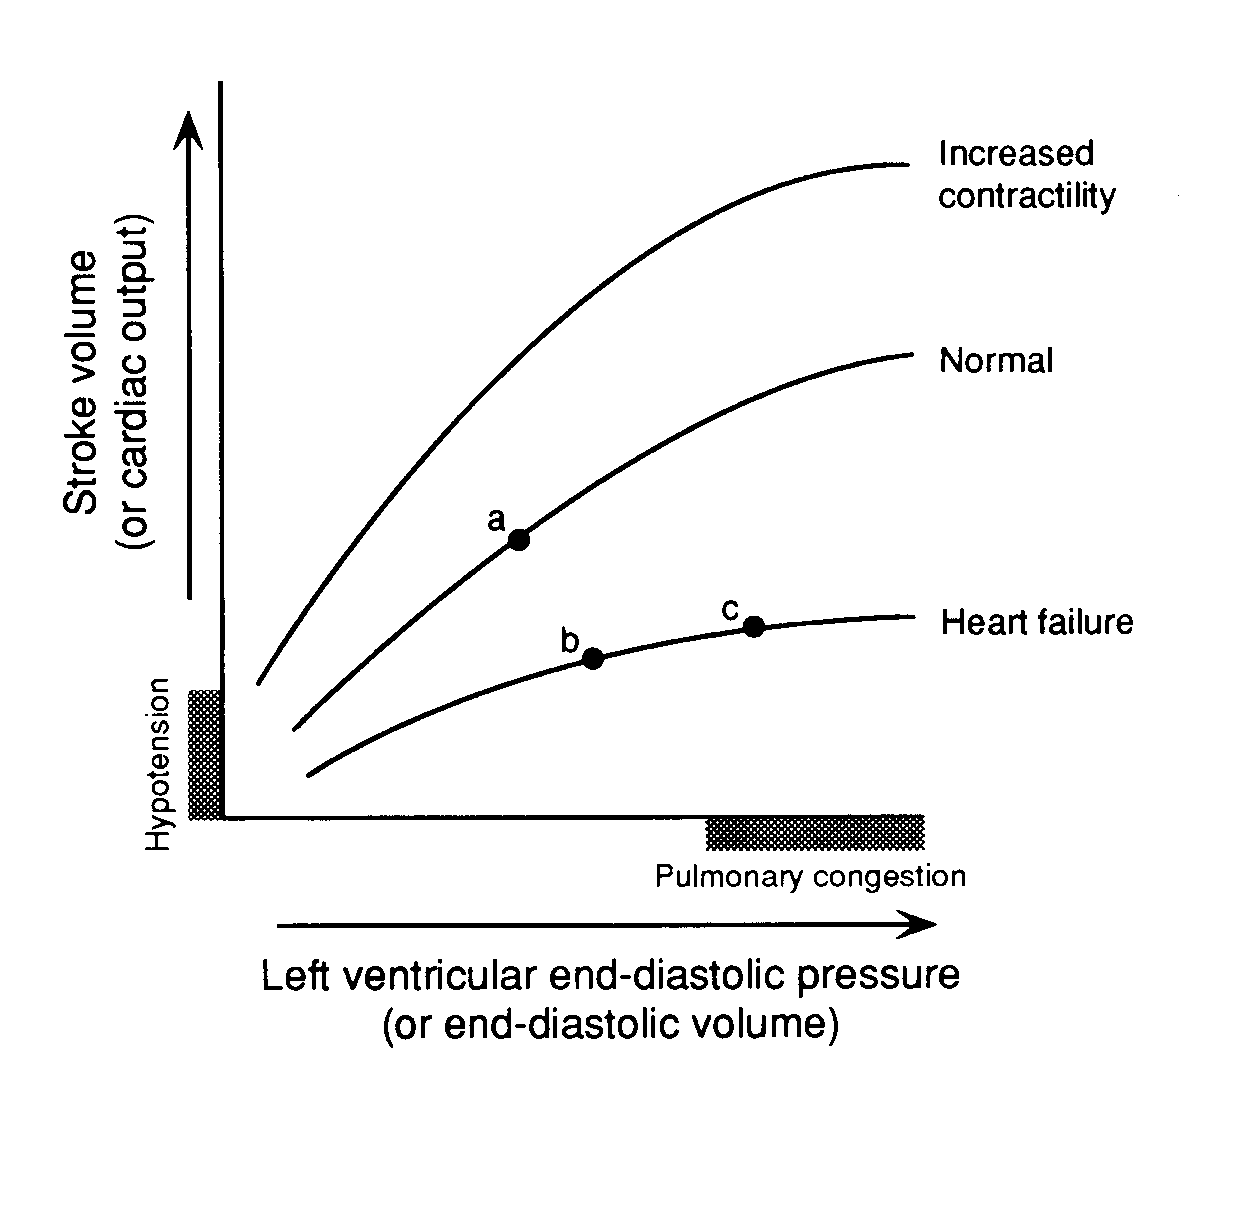 Increased
contractility
Stroke volume
(or cardiac output)
Normal
a
c
b
Heart failure
Hypotension
Pulmonary congestion
Left ventricular end-diastolic pressure
(or end-diastolic volume)